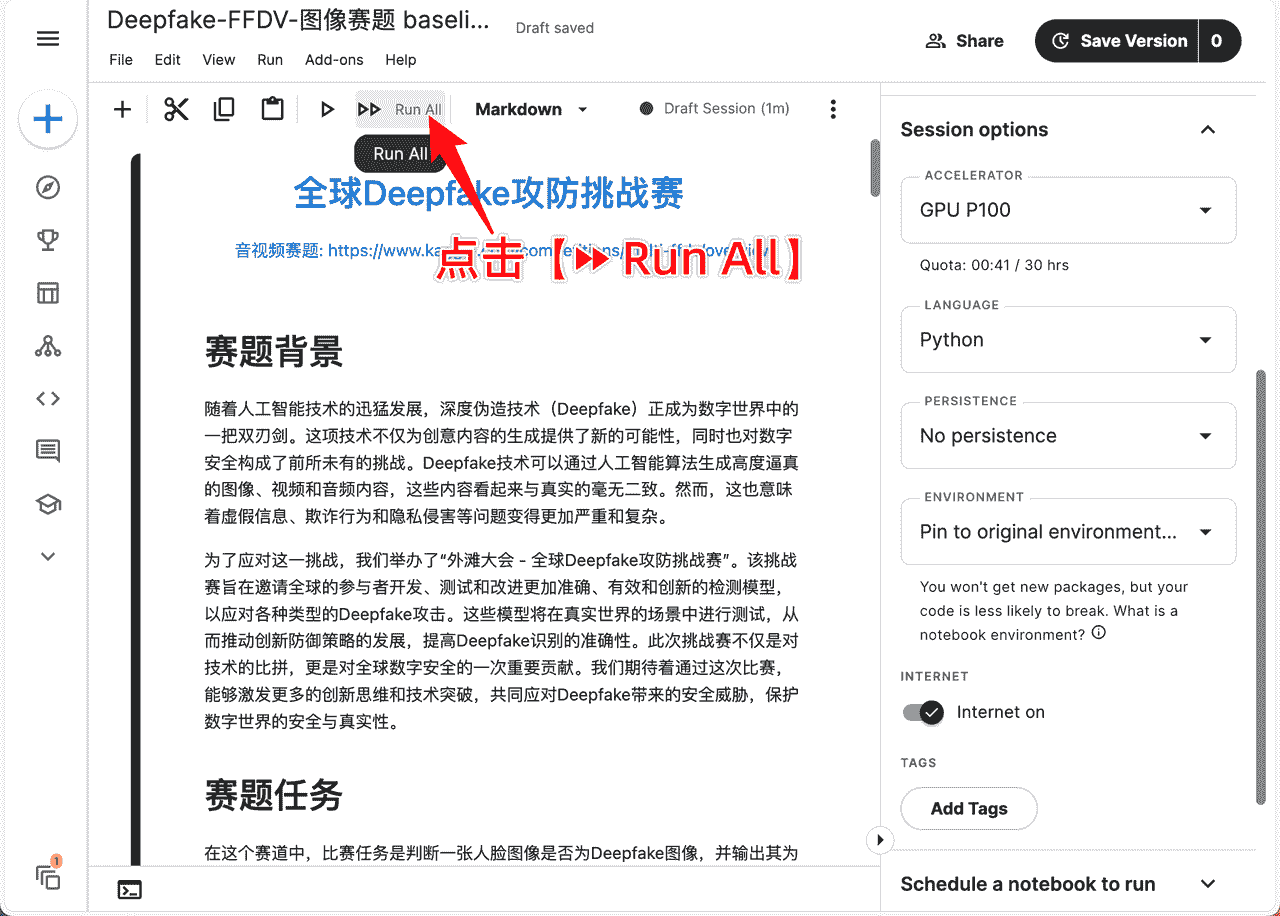 Deepfake-FFDV-图像赛题 baseli...
Draft saved
Share
Save Version
0
File Edit View Run Add-ons Help
Run All
Markdown
Draft Session (1m)
Run All
全球Deepfake攻防挑战赛
音视频赛题: https://www.ka
点击【 Run All】
赛题背景
随着人工智能技术的迅猛发展，深度伪造技术（Deepfake）正成为数字世界中的
一把双刃剑。这项技术不仅为创意内容的生成提供了新的可能性，同时也对数字
安全构成了前所未有的挑战。Deepfake技术可以通过人工智能算法生成高度逼真
的图像、视频和音频内容，这些内容看起来与真实的毫无二致。然而，这也意味
着虚假信息、欺诈行为和隐私侵害等问题变得更加严重和复杂。
为了应对这一挑战，我们举办了“外滩大会 - 全球Deepfake攻防挑战赛”。该挑战
赛旨在邀请全球的参与者开发、测试和改进更加准确、有效和创新的检测模型，
以应对各种类型的Deepfake攻击。这些模型将在真实世界的场景中进行测试，从
而推动创新防御策略的发展，提高Deepfake识别的准确性。此次挑战赛不仅是对
技术的比拼，更是对全球数字安全的一次重要贡献。我们期待着通过这次比赛，
能够激发更多的创新思维和技术突破，共同应对Deepfake带来的安全威胁，保护
数字世界的安全与真实性。
赛题任务
在这个赛道中，比赛任务是判断一张人脸图像是否为Deepfake图像，并输出其为
1
Session options
ACCELERATOR
GPU P100
Quota: 00:41 / 30 hrs
LANGUAGE
Python
PERSISTENCE
No persistence
ENVIRONMENT
Pin to original environment...
You won't get new packages, but your
code is less likely to break. What is a
notebook environment?
INTERNET
Internet on
TAGS
Add Tags
Schedule a notebook to run